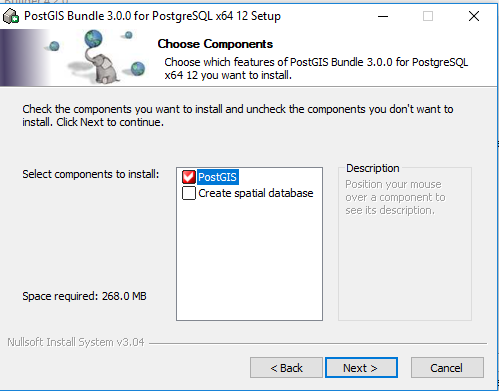 PostGIS Bundle 3.0.0 for PostgreSQL x64 12 Setup
Choose Components
Choose which features of PostGIS Bundle 3.0.0 for PostgreSQL
x64 12 you want to install.
Check the components you want to install and uncheck the components you don't want to
install. Click Next to continue.
Select components to install:
PostGIS
Create spatial database
Description
Position your mouse
over a component to
see its description.
Space required: 268.0 MB
Nullsoft Install System v3.04
< Back
Next >
Cancel